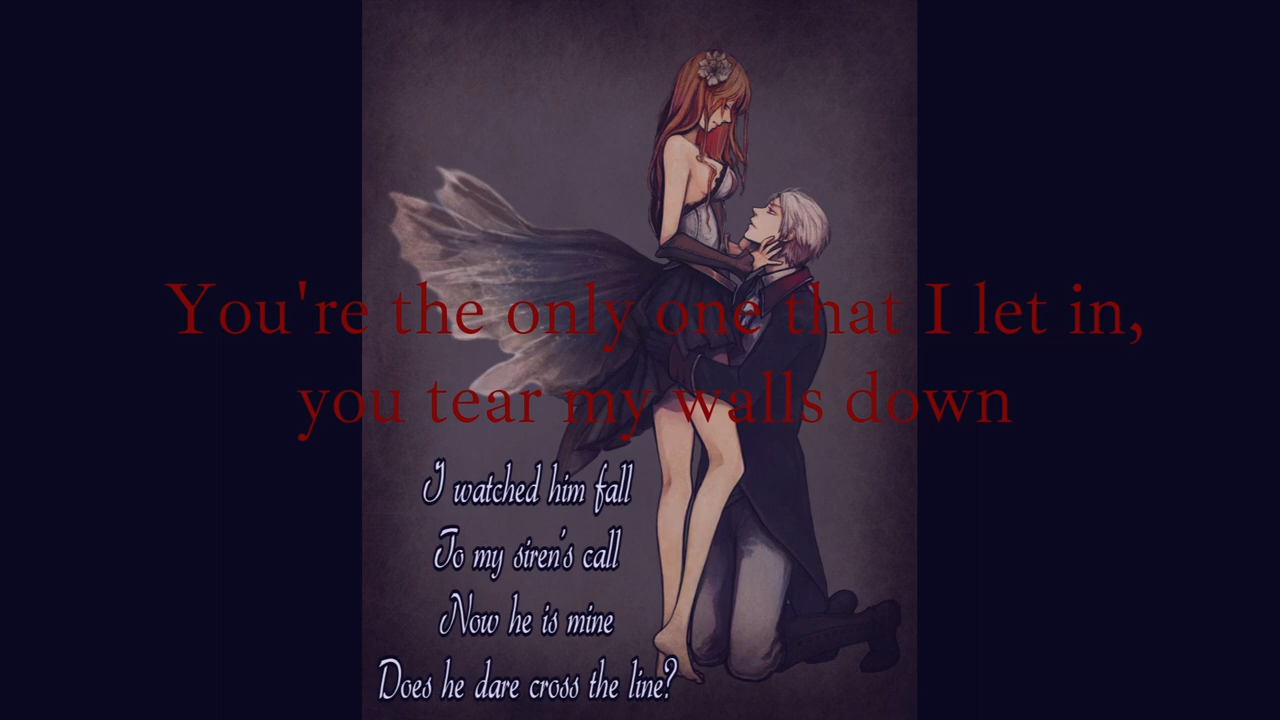 You're the only one that I let in,
you tear my walls down
I watched him fall
To my siren's call
Now he is mine
Does he dare cross the line?